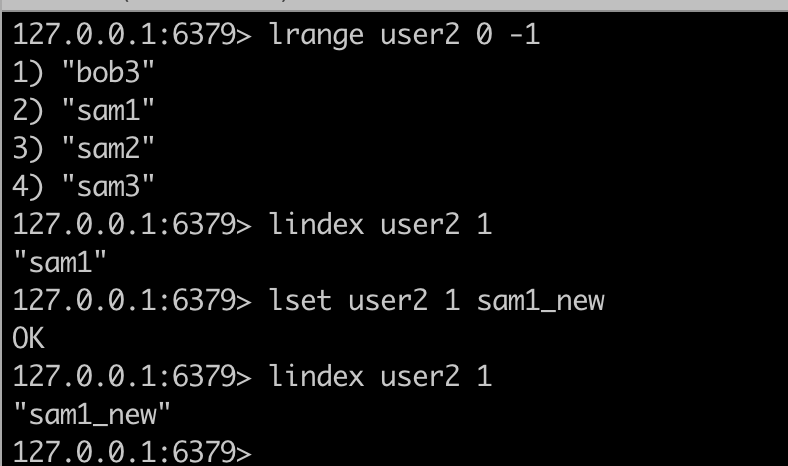 127.0.0.1:6379> lrange user2 0 -1
1) "bob3"
2) "sam1"
3) "sam2"
4) "sam3"
127.0.0.1:6379> lindex user2 1
"sam1"
127.0.0.1:6379> lset user2 1 sam1_new
OK
127.0.0.1:6379> lindex user2 1
"sam1_new"
127.0.0.1:6379>